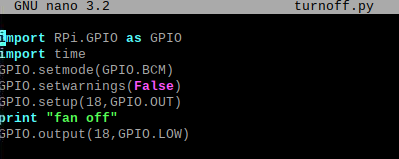 GNU nano 3.2 turnoff.py
import RPi.GPIO as GPIO
import time
GPIO.setmode(GPIO.BCM)
GPIO.setwarnings(False)
GPIO.setup(18,GPIO.OUT)
print "fan off"
GPIO.output(18,GPIO.LOW)